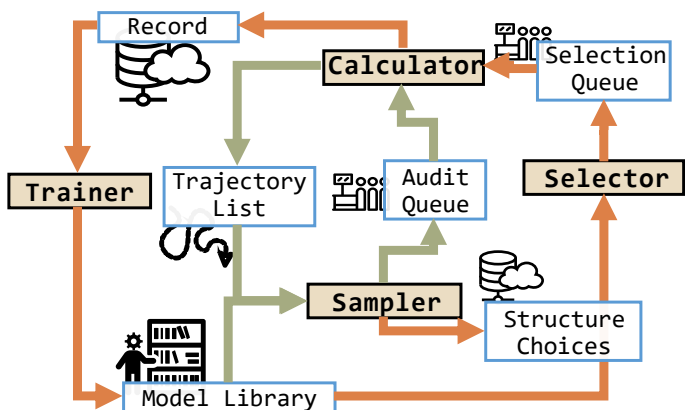 Record
Calculator
Selection
Queue
Trainer
Trajectory
List
Audit
Queue
Selector
Sampler
Structure
Choices
Model Library